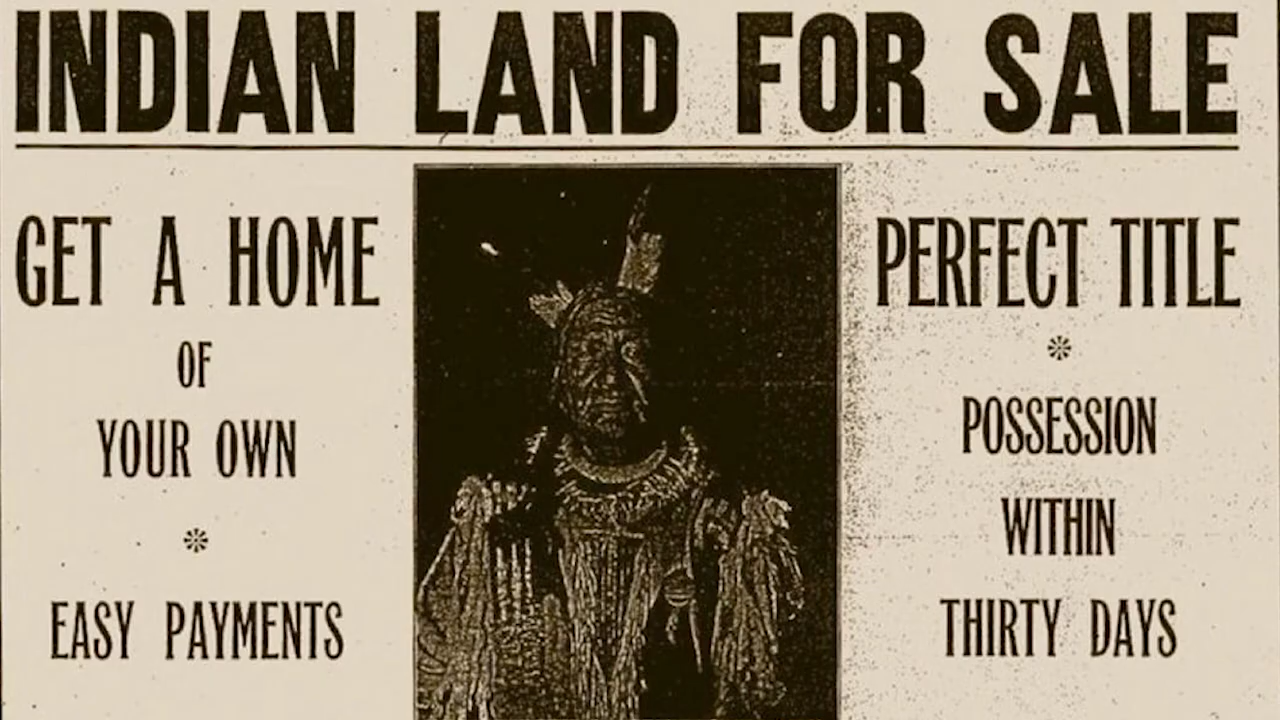 INDIAN LAND FOR SALE
GET A HOME
OF
YOUR OWN
EASY PAYMENTS
PERFECT TITLE
POSSESSION
WITHIN
THIRTY DAYS